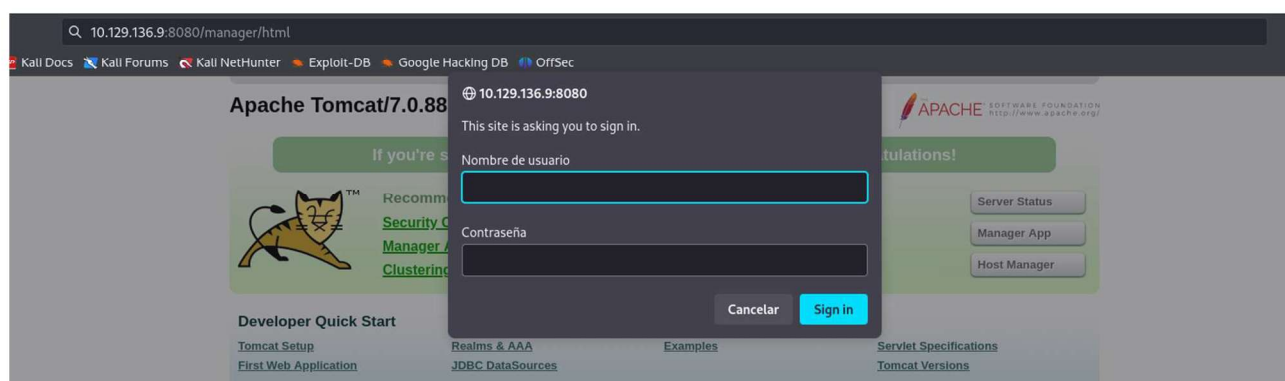 10.129.136.9:8080/manager/html
Kali Docs Kali Forums Kali NetHunter Exploit-DB Google Hacking DB OffSec
Apache Tomcat/7.0.88
APACHE SOFTWARE FOUNDATION
http://www.apache.org/
10.129.136.9:8080
This site is asking you to sign in.
Nombre de usuario
Contraseña
Cancelar Sign in
If you're
TM
Security
Manager
Clustering
Server Status
Manager App
Host Manager
Developer Quick Start
Tomcat Setup Realms & AAA Examples Servlet Specifications
First Web Application JDBC DataSources Tomcat Versions